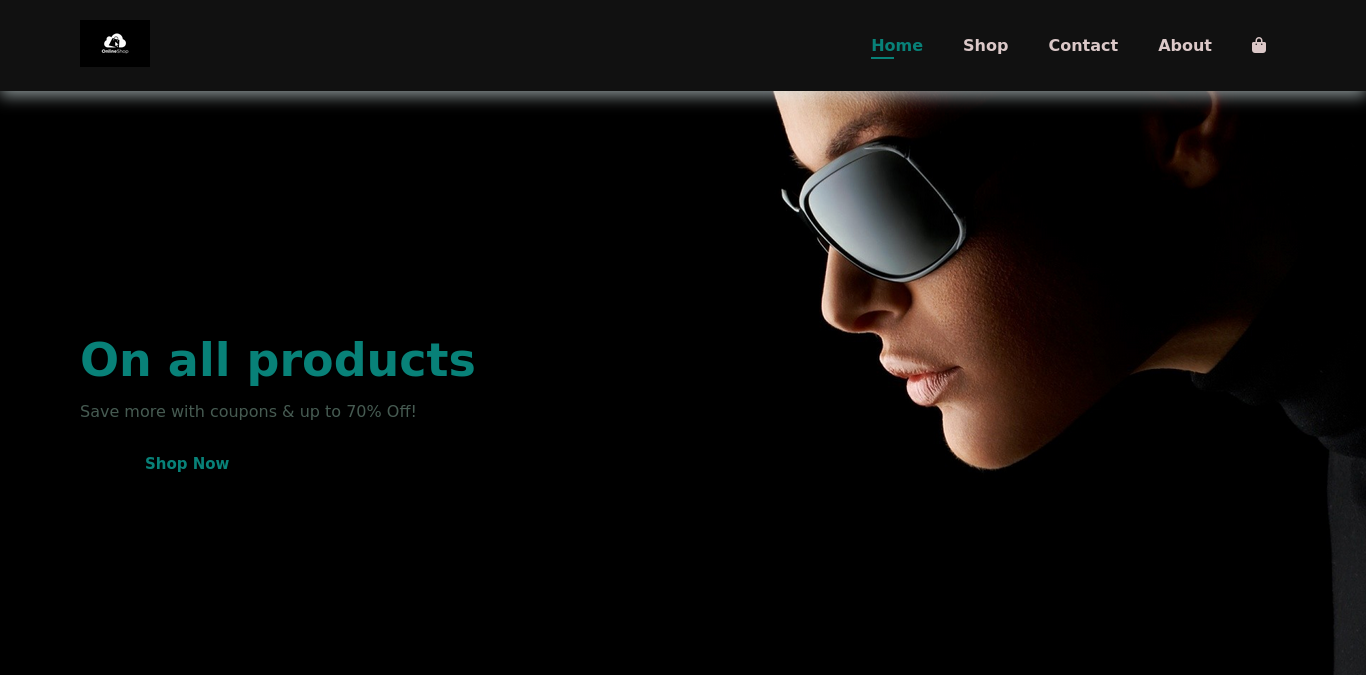 OnlineShop
Home
Shop
Contact
About
On all products
Save more with coupons & up to 70% Off!
Shop Now